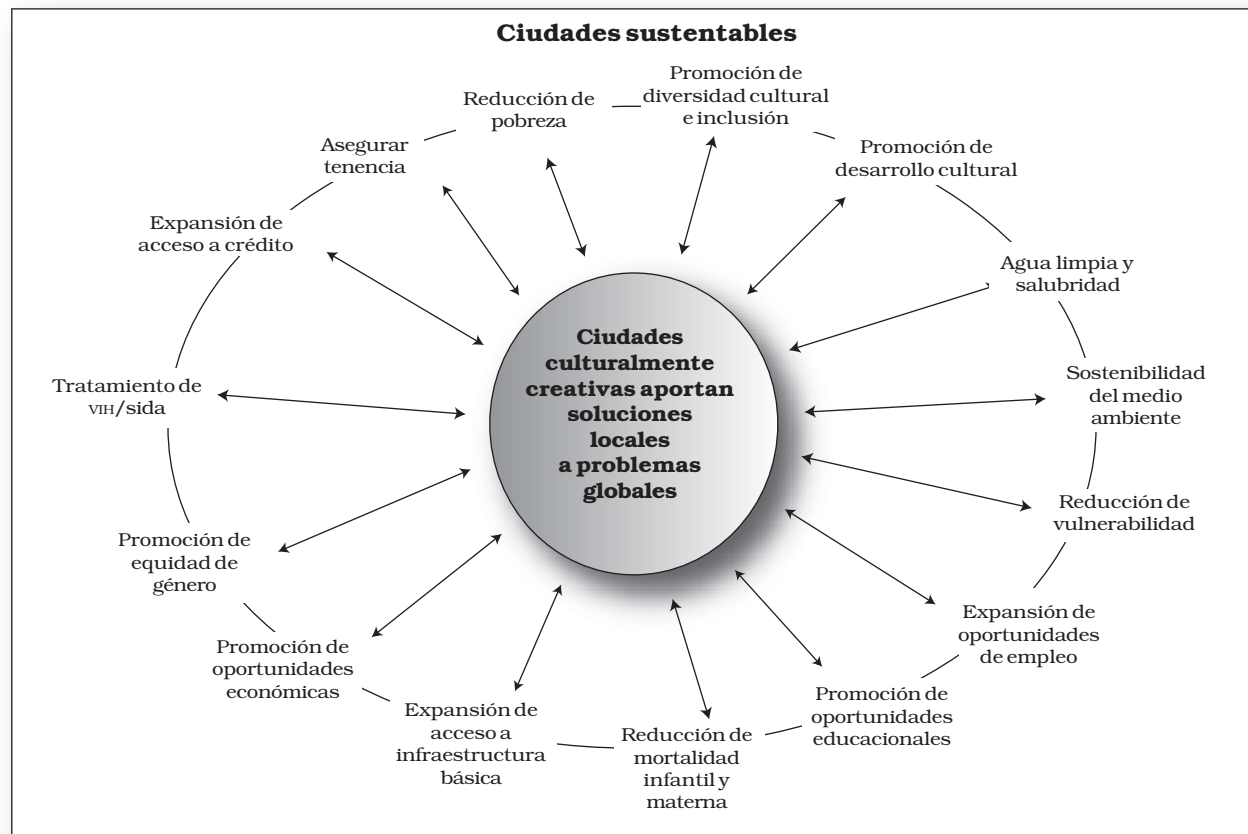 Ciudades sustentables
Promoción de
diversidad cultural
e inclusión
Promoción de
desarrollo cultural
Agua limpia y
salubridad
Sostenibilidad
del medio
ambiente
Reducción de
vulnerabilidad
Expansión de
oportunidades
de empleo
Promoción de
oportunidades
educacionales
Reducción de
mortalidad
infantil y
materna
Expansión de
acceso a
infraestructura
básica
Promoción de
oportunidades
económicas
Promoción de
equidad de
género
Tratamiento de
VIH/sida
Expansión de
acceso a crédito
Asegurar
tenencia
Reducción de
pobreza
Ciudades
culturalmente
creativas aportan
soluciones
locales
a problemas
globales